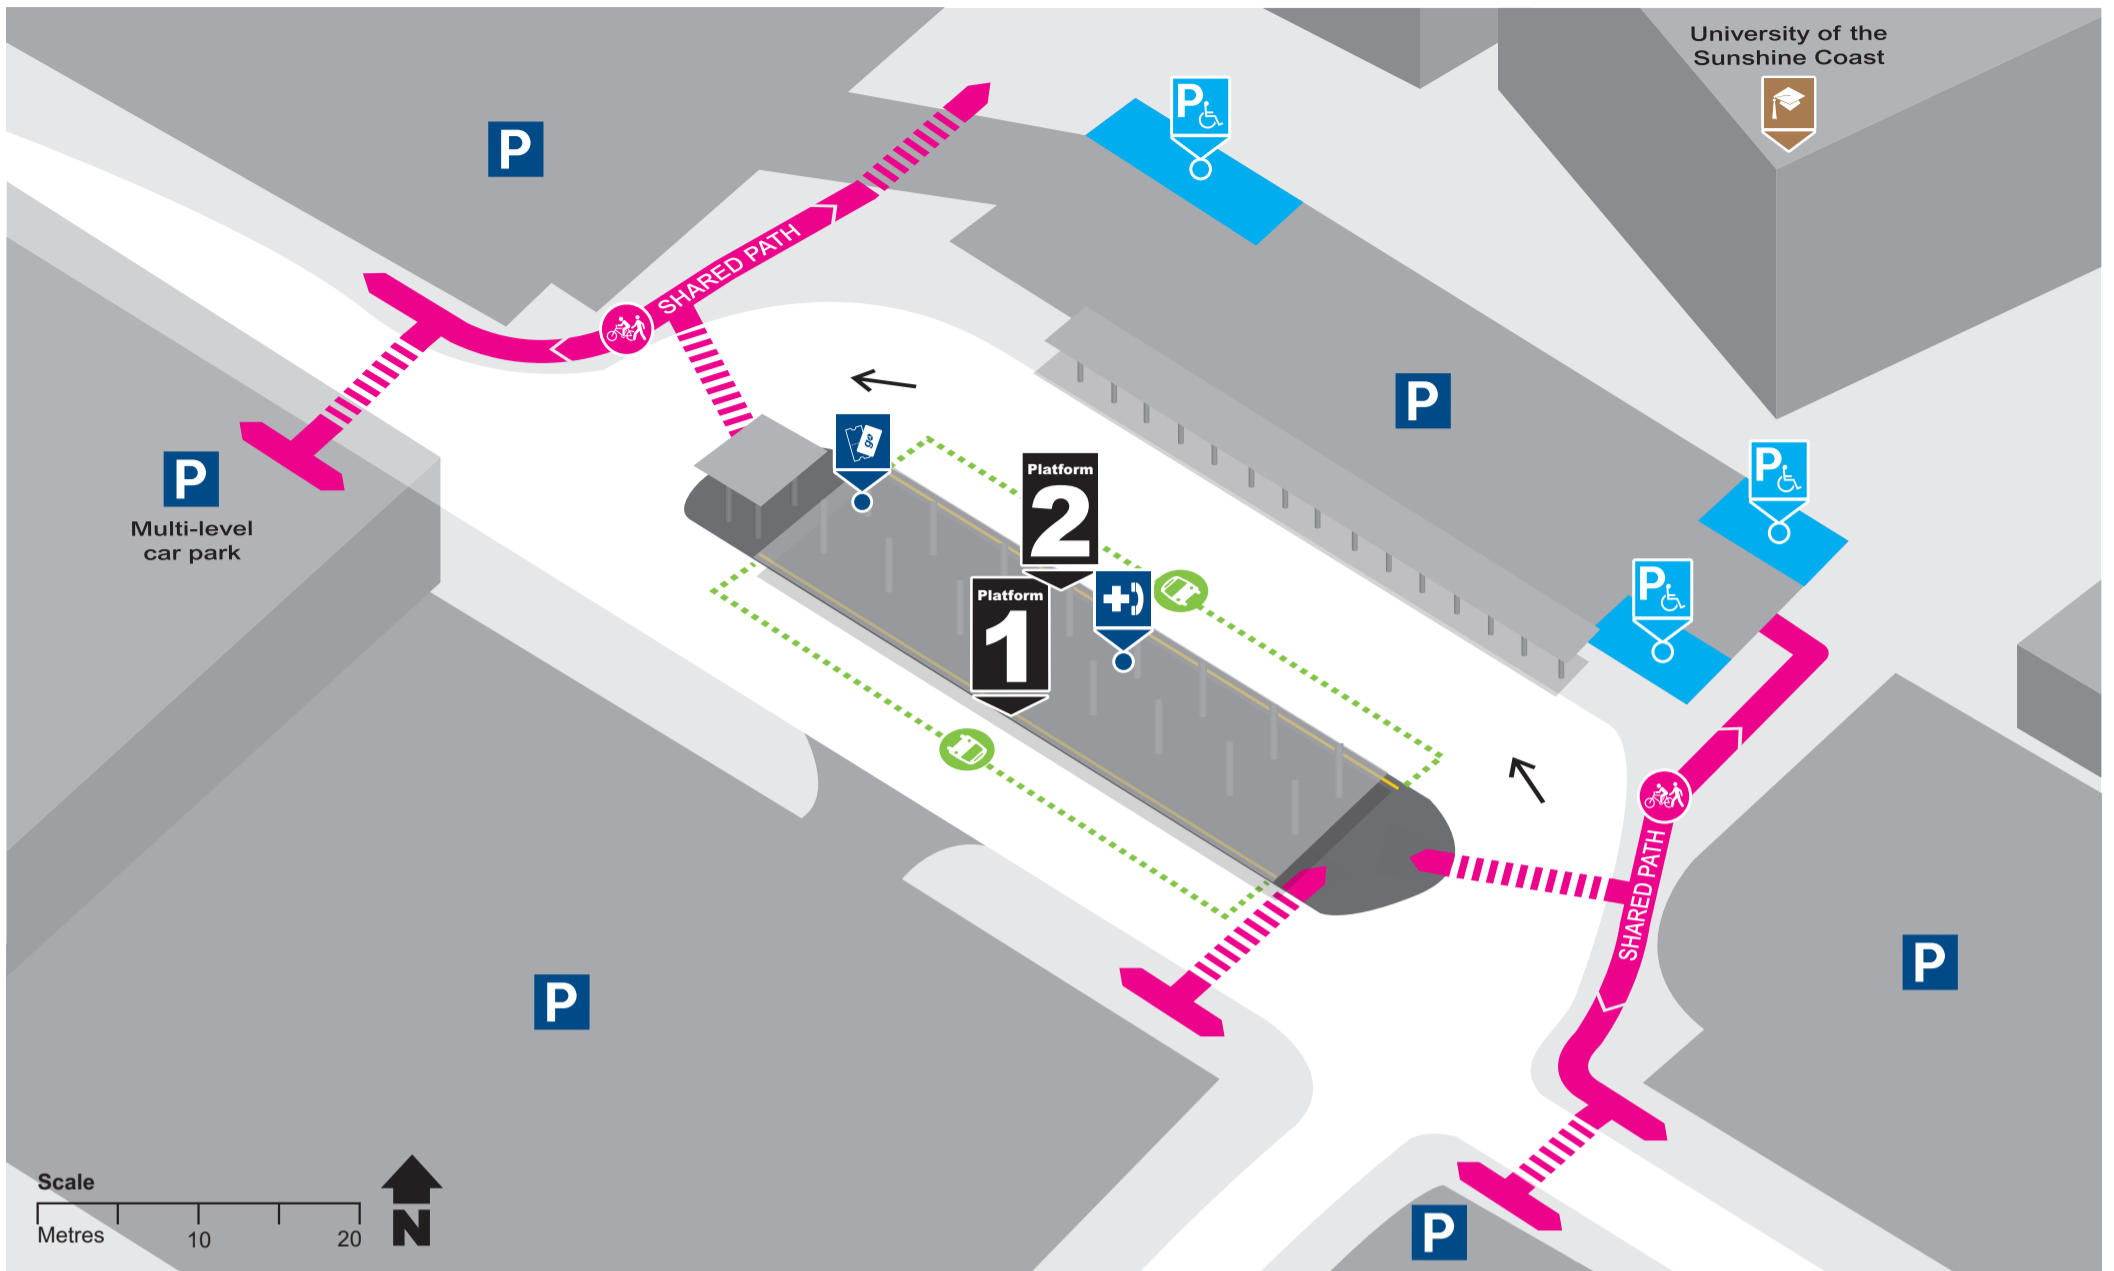 University of the
Sunshine Coast
P
P
SHARED PATH
P
go
Platform
2
P
P
Multi-level
car park
P
Platform
1
SHARED PATH
P
P
P
Scale
Metres 10 20
N